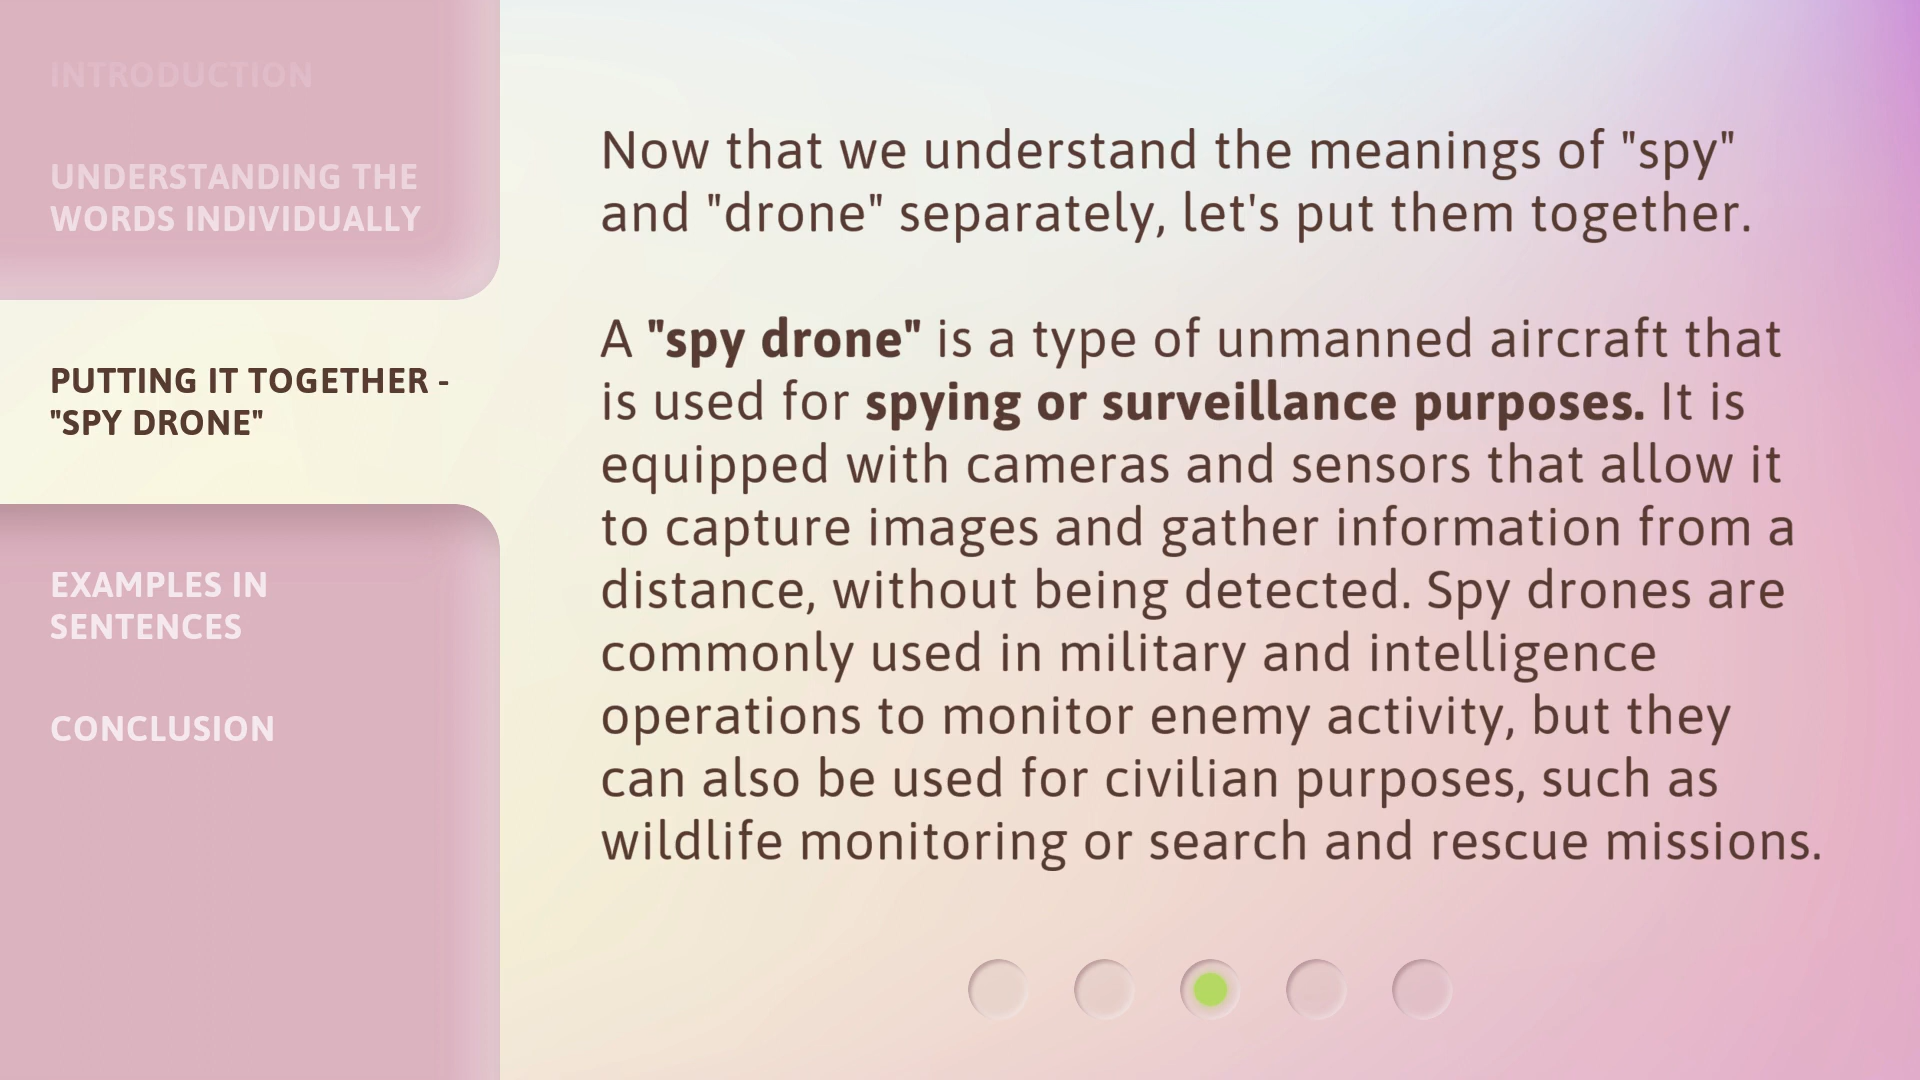 INTRODUCTION
UNDERSTANDING THE
WORDS INDIVIDUALLY
PUTTING IT TOGETHER -
"SPY DRONE"
EXAMPLES IN
SENTENCES
CONCLUSION
Now that we understand the meanings of "spy"
and "drone" separately, let's put them together.
A "spy drone" is a type of unmanned aircraft that
is used for spying or surveillance purposes. It is
equipped with cameras and sensors that allow it
to capture images and gather information from a
distance, without being detected. Spy drones are
commonly used in military and intelligence
operations to monitor enemy activity, but they
can also be used for civilian purposes, such as
wildlife monitoring or search and rescue missions.